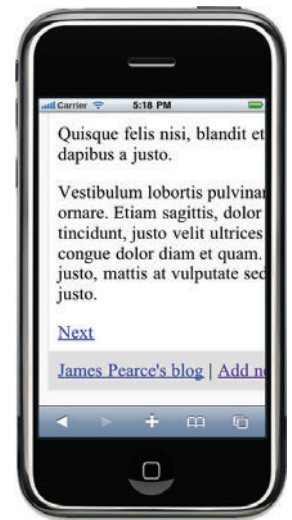 Carrier 5:18 PM
Quisque felis nisi, blandit et
dapibus a justo.
Vestibulum lobortis pulvinar
ornare. Etiam sagittis, dolor
tincidunt, justo velit ultrices
congue dolor diam et quam.
justo, mattis at vulputate sed
justo.
Next
James Pearce's blog | Add ne